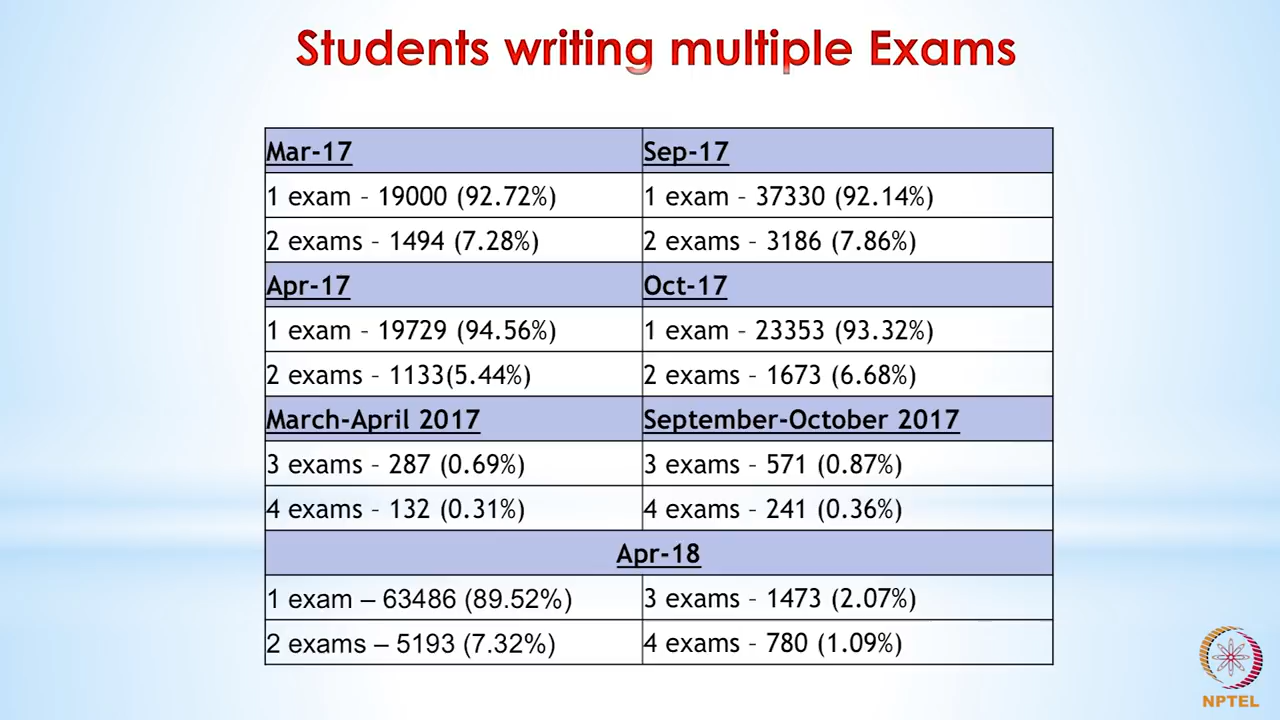 Students writing multiple Exams
Mar-17 Sep-17
1 exam – 19000 (92.72%) 1 exam – 37330 (92.14%)
2 exams – 1494 (7.28%) 2 exams – 3186 (7.86%)
Apr-17 Oct-17
1 exam – 19729 (94.56%) 1 exam – 23353 (93.32%)
2 exams – 1133(5.44%) 2 exams – 1673 (6.68%)
March-April 2017 September-October 2017
3 exams – 287 (0.69%) 3 exams – 571 (0.87%)
4 exams – 132 (0.31%) 4 exams – 241 (0.36%)
Apr-18
1 exam – 63486 (89.52%) 3 exams – 1473 (2.07%)
2 exams – 5193 (7.32%) 4 exams – 780 (1.09%)
NPTEL